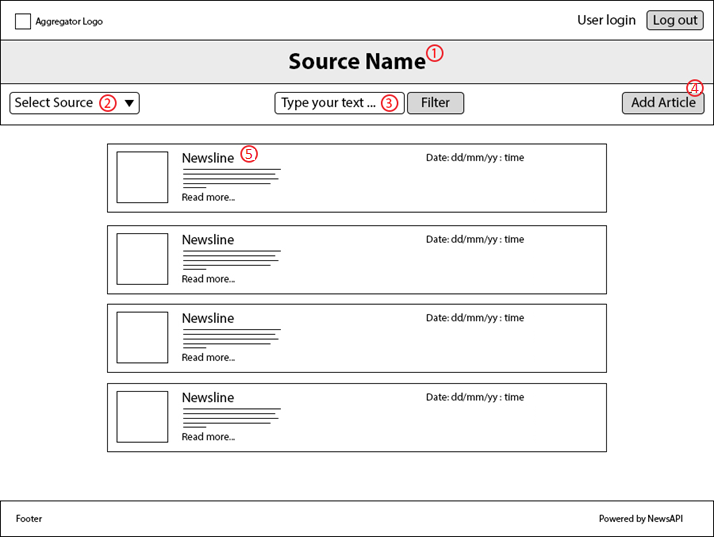 Aggregator Logo
User login
Log out
Source Name 1
Select Source 2
Type your text ... 3
Filter
4
Add Article
Newsline 5
Date: dd/mm/yy : time
Read more...
Newsline
Date: dd/mm/yy : time
Read more...
Newsline
Date: dd/mm/yy : time
Read more...
Newsline
Date: dd/mm/yy : time
Read more...
Footer
Powered by NewsAPI